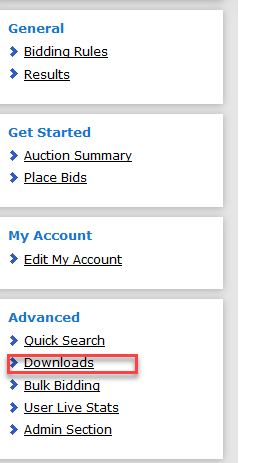 General
Bidding Rules
Results
Get Started
Auction Summary
Place Bids
My Account
Edit My Account
Advanced
Quick Search
Downloads
Bulk Bidding
User Live Stats
Admin Section